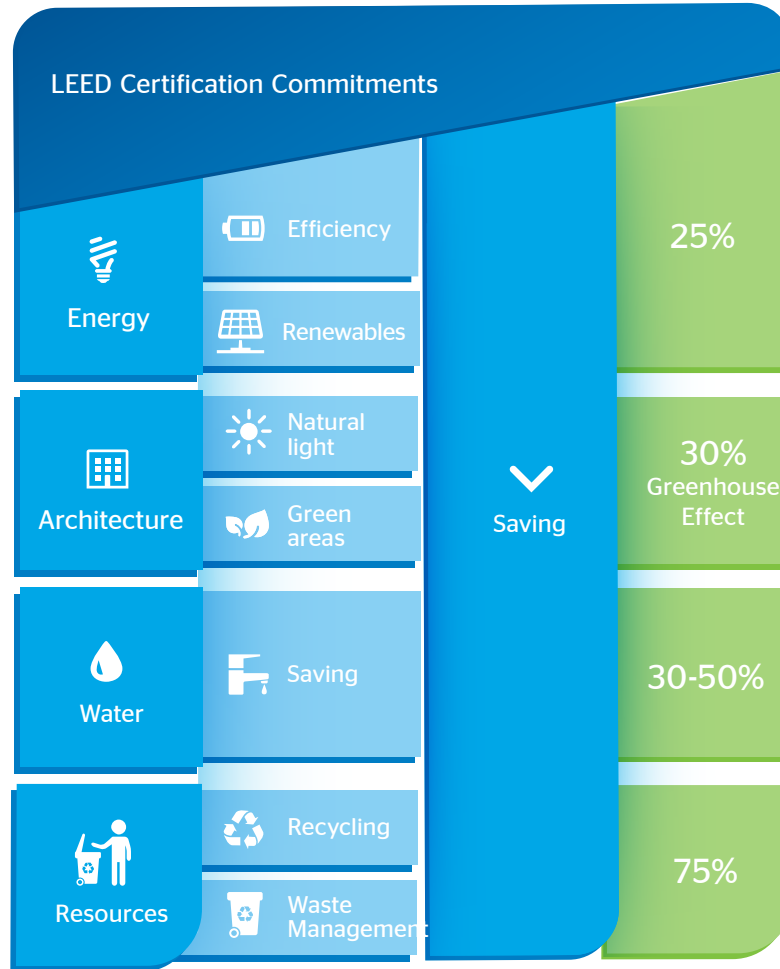 LEED Certification Commitments
Energy
Efficiency
Renewables
25%
Architecture
Natural
light
Green
areas
Saving
30%
Greenhouse
Effect
Water
Saving
30-50%
Resources
Recycling
Waste
Management
75%